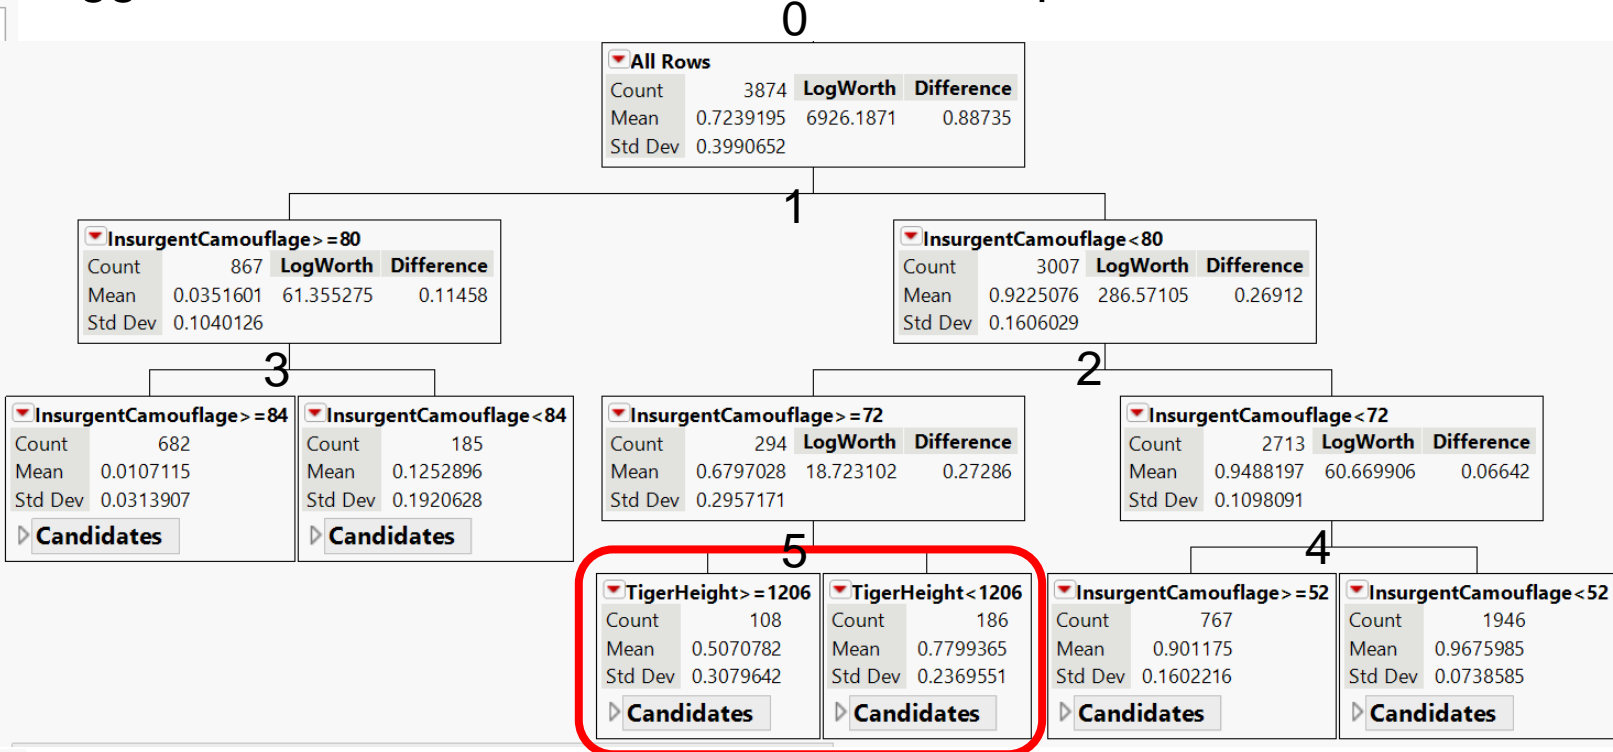 0
All Rows
Count 3874 LogWorth Difference
Mean 0.7239195 6926.1871 0.88735
Std Dev 0.3990652
1
InsurgentCamouflage>=80
Count 867 LogWorth Difference
Mean 0.0351601 61.355275 0.11458
Std Dev 0.1040126
InsurgentCamouflage<80
Count 3007 LogWorth Difference
Mean 0.9225076 286.57105 0.26912
Std Dev 0.1606029
3
2
InsurgentCamouflage>=84
Count 682
Mean 0.0107115
Std Dev 0.0313907
Candidates
InsurgentCamouflage<84
Count 185
Mean 0.1252896
Std Dev 0.1920628
Candidates
InsurgentCamouflage>=72
Count 294 LogWorth Difference
Mean 0.6797028 18.723102 0.27286
Std Dev 0.2957171
InsurgentCamouflage<72
Count 2713 LogWorth Difference
Mean 0.9488197 60.669906 0.06642
Std Dev 0.1098091
5
4
TigerHeight>=1206
Count 108
Mean 0.5070782
Std Dev 0.3079642
Candidates
TigerHeight<1206
Count 186
Mean 0.7799365
Std Dev 0.2369551
Candidates
InsurgentCamouflage>=52
Count 767
Mean 0.901175
Std Dev 0.1602216
Candidates
InsurgentCamouflage<52
Count 1946
Mean 0.9675985
Std Dev 0.0738585
Candidates